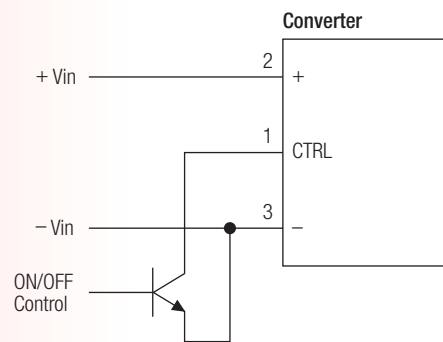 Converter
2
+ Vin
+
1
CTRL
3
– Vin
–
ON/OFF
Control